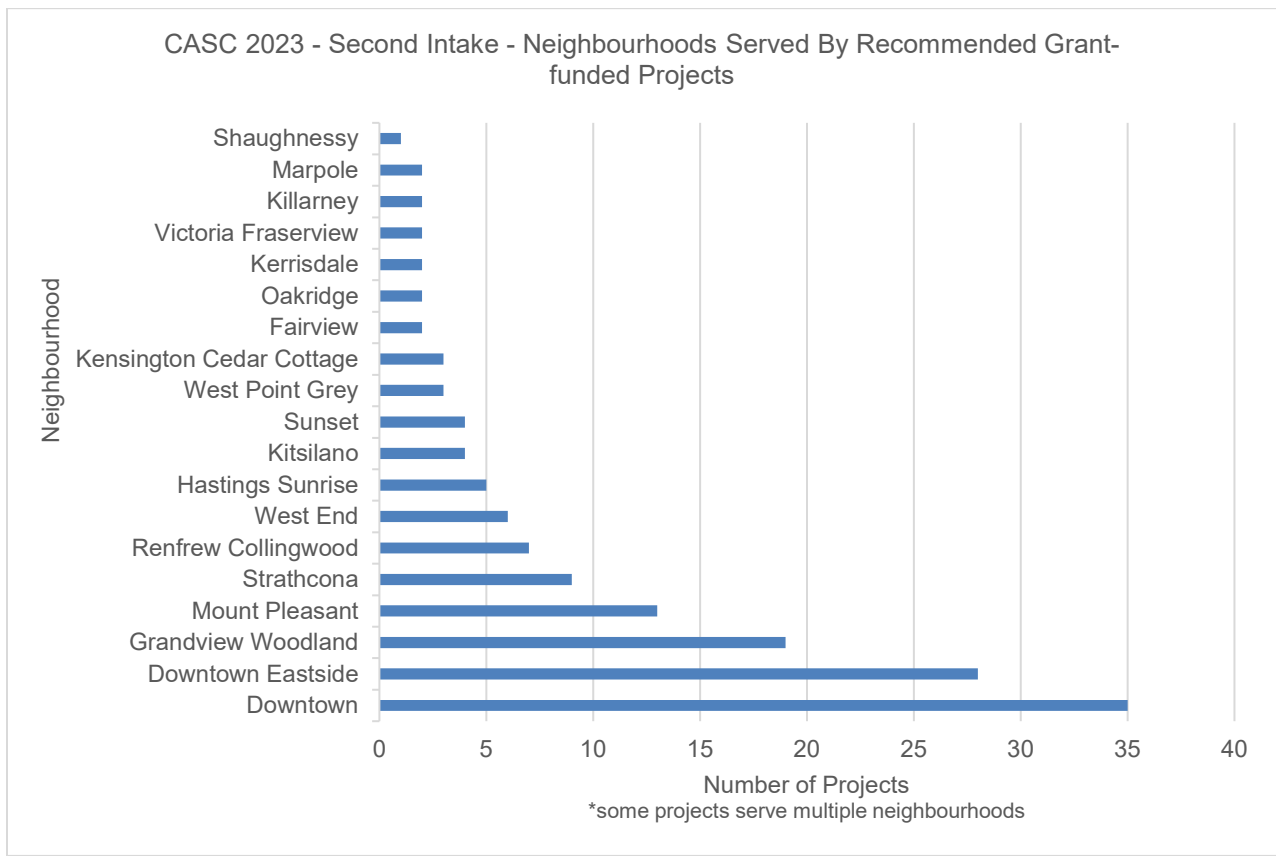 CASC 2023 - Second Intake - Neighbourhoods Served By Recommended Grant-
funded Projects
Neighbourhood
Shaughnessy
Marpole
Killarney
Victoria Fraserview
Kerrisdale
Oakridge
Fairview
Kensington Cedar Cottage
West Point Grey
Sunset
Kitsilano
Hastings Sunrise
West End
Renfrew Collingwood
Strathcona
Mount Pleasant
Grandview Woodland
Downtown Eastside
Downtown
0 5 10 15 20 25 30 35 40
Number of Projects
*some projects serve multiple neighbourhoods